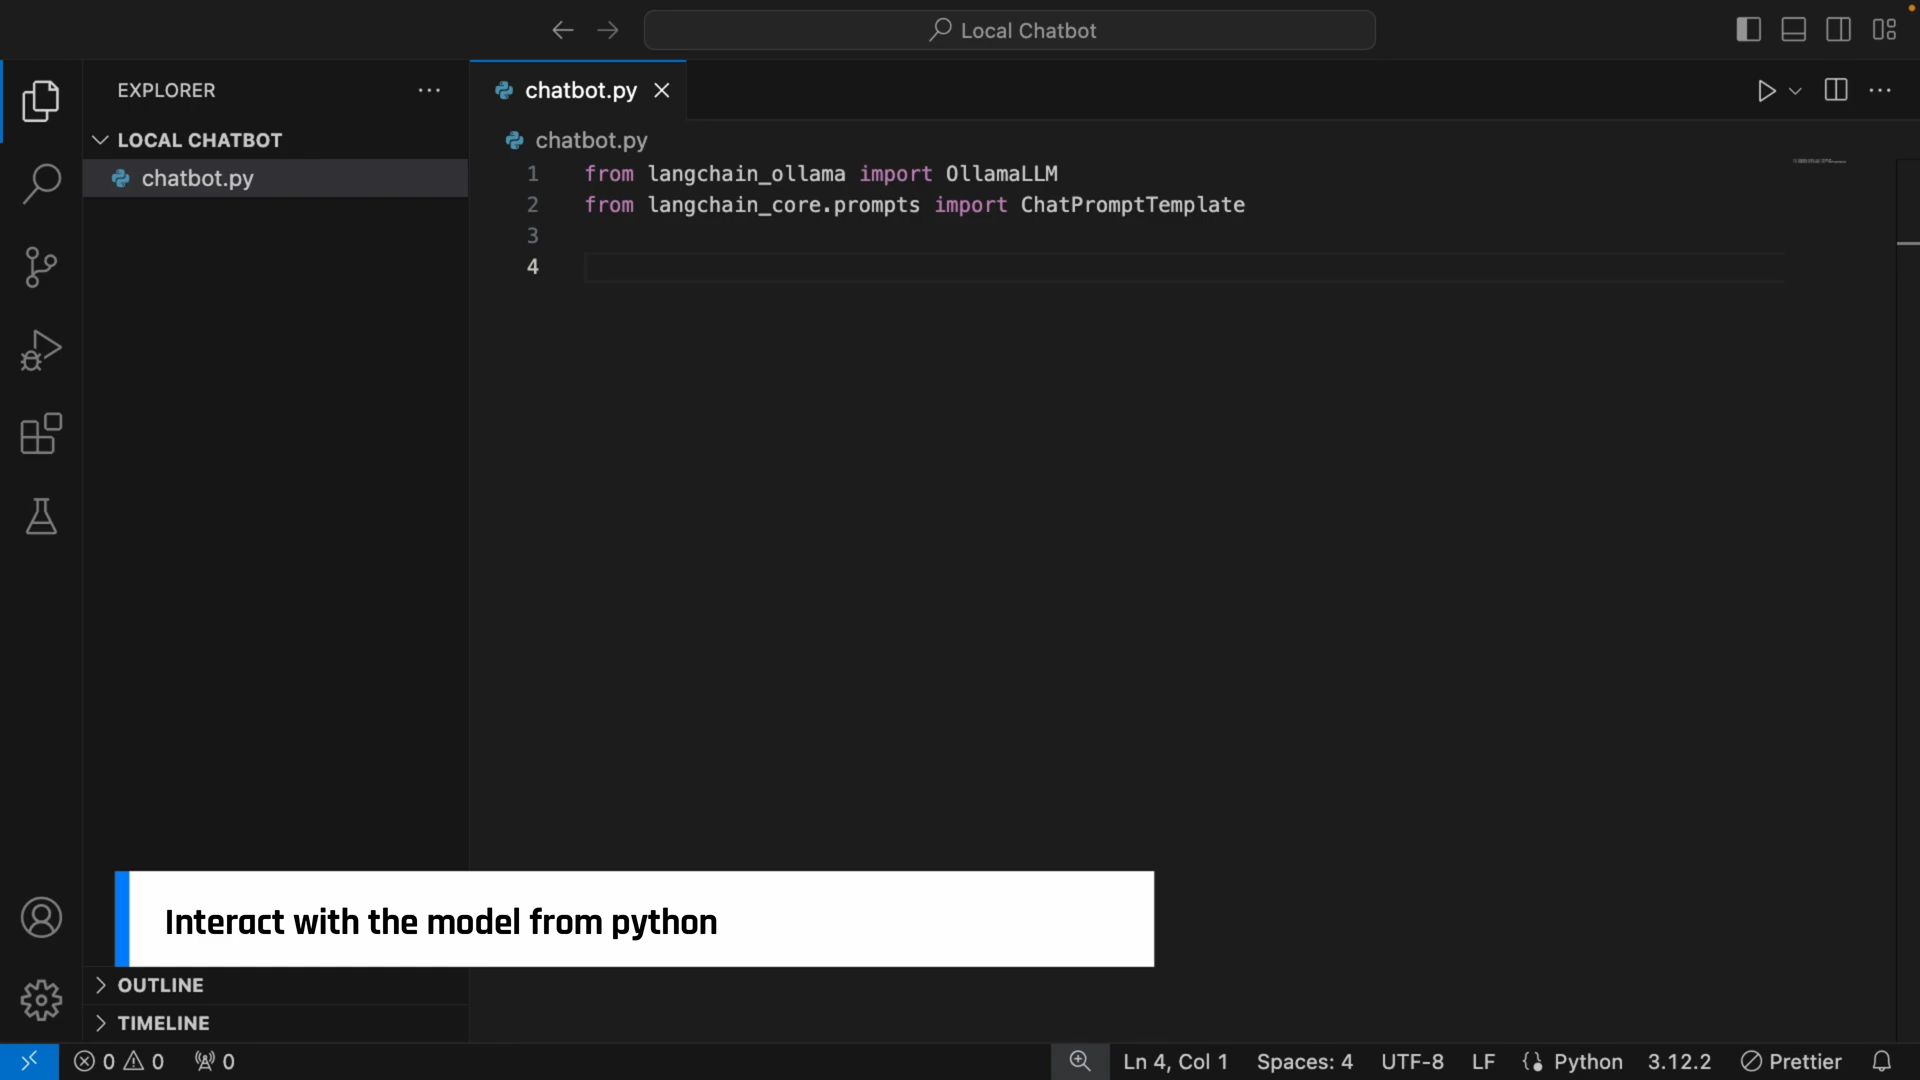 Local Chatbot
EXPLORER
LOCAL CHATBOT
chatbot.py
chatbot.py
chatbot.py
1 from langchain_ollama import OllamaLLM
2 from langchain_core.prompts import ChatPromptTemplate
3
4
Interact with the model from python
OUTLINE
TIMELINE
0 0 0 Ln 4, Col 1 Spaces: 4 UTF-8 LF Python 3.12.2 Prettier